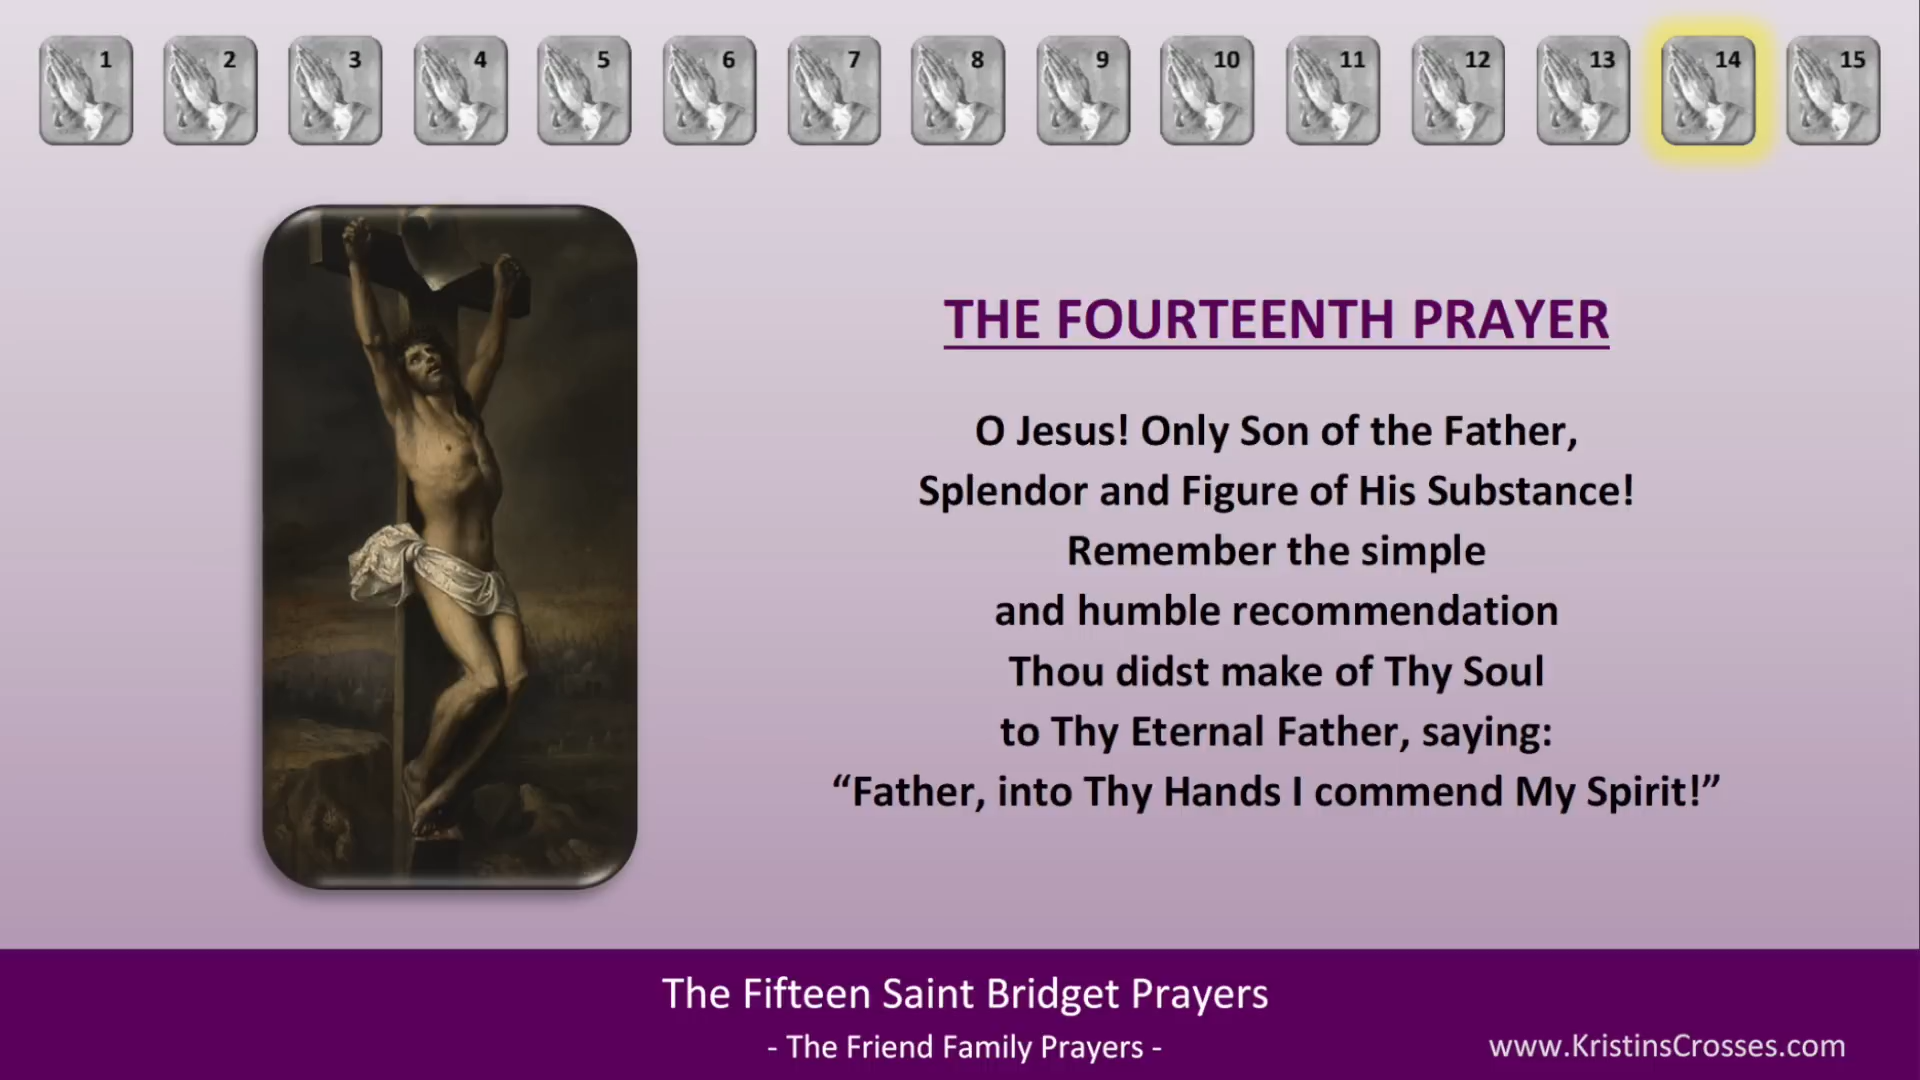 1 2 3 4 5 6 7 8 9 10 11 12 13 14 15
THE FOURTEENTH PRAYER
O Jesus! Only Son of the Father,
Splendor and Figure of His Substance!
Remember the simple
and humble recommendation
Thou didst make of Thy Soul
to Thy Eternal Father, saying:
“Father, into Thy Hands I commend My Spirit!”
The Fifteen Saint Bridget Prayers
- The Friend Family Prayers -
www.KristinsCrosses.com